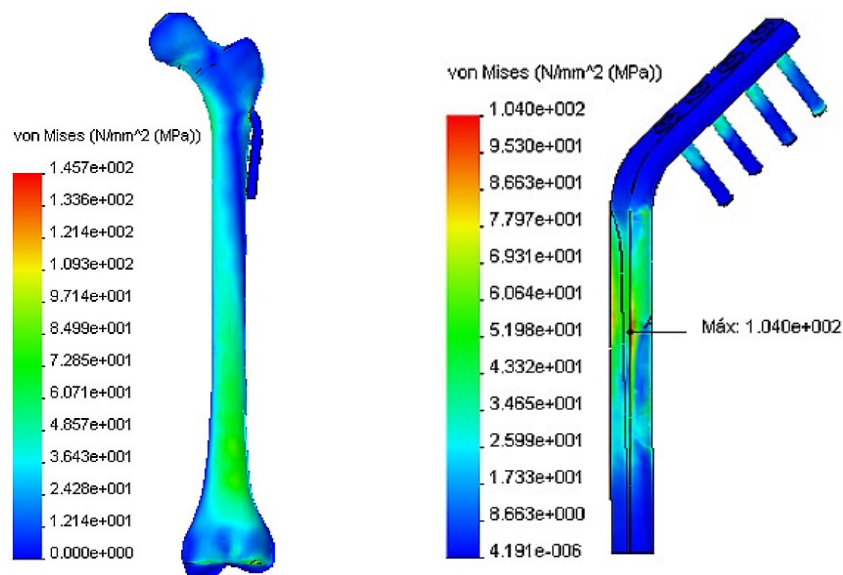 von Mises (N/mm^2 (MPa))
1.457e+002
1.336e+002
1.214e+002
1.093e+002
9.714e+001
8.499e+001
7.285e+001
6.071e+001
4.857e+001
3.643e+001
2.428e+001
1.214e+001
0.000e+000
von Mises (N/mm^2 (MPa))
1.040e+002
9.530e+001
8.663e+001
7.797e+001
6.931e+001
6.064e+001
5.198e+001
4.332e+001
3.465e+001
2.599e+001
1.733e+001
8.663e+000
4.191e-006
Máx: 1.040e+002